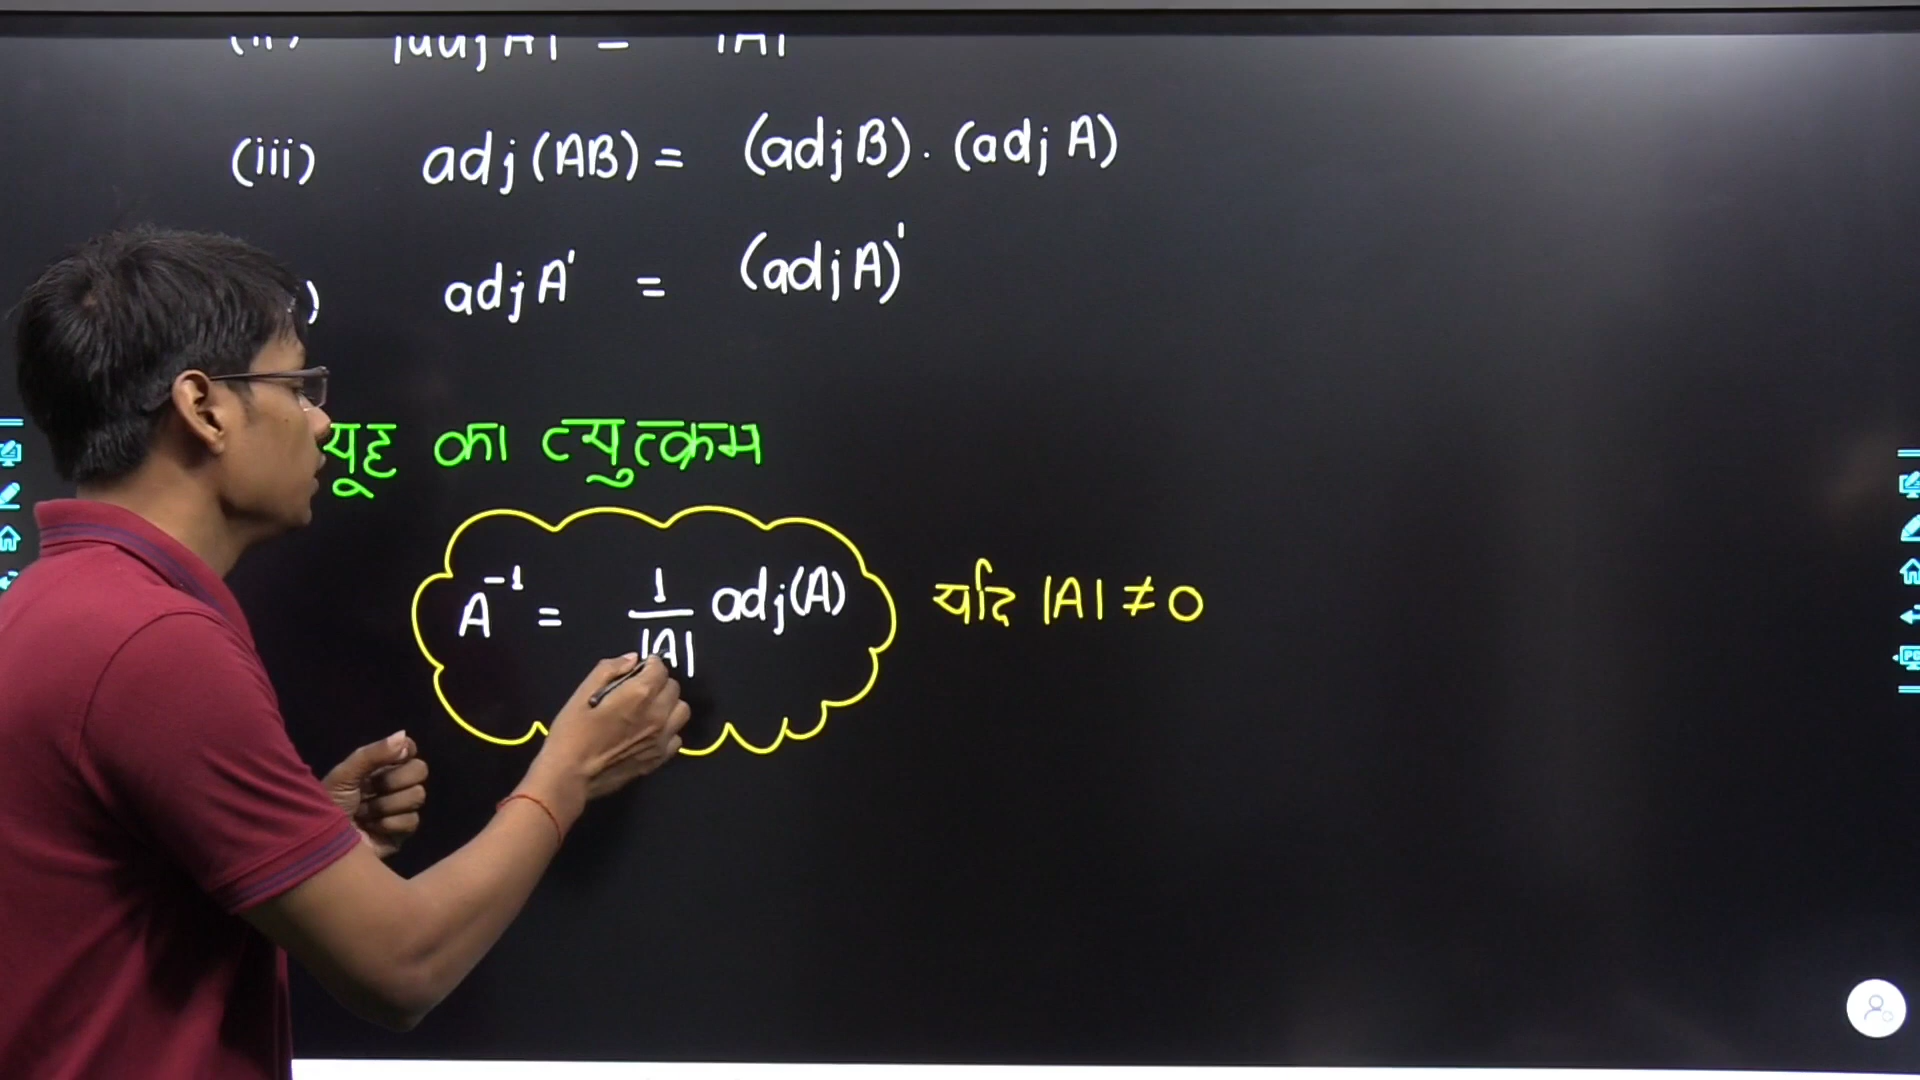 (iii) adj(AB) = (adj B) . (adj A)
) adj A' = (adj A)'
यूह का व्युत्क्रम
A⁻¹ = 1/|A| adj(A) यदि |A| ≠ 0